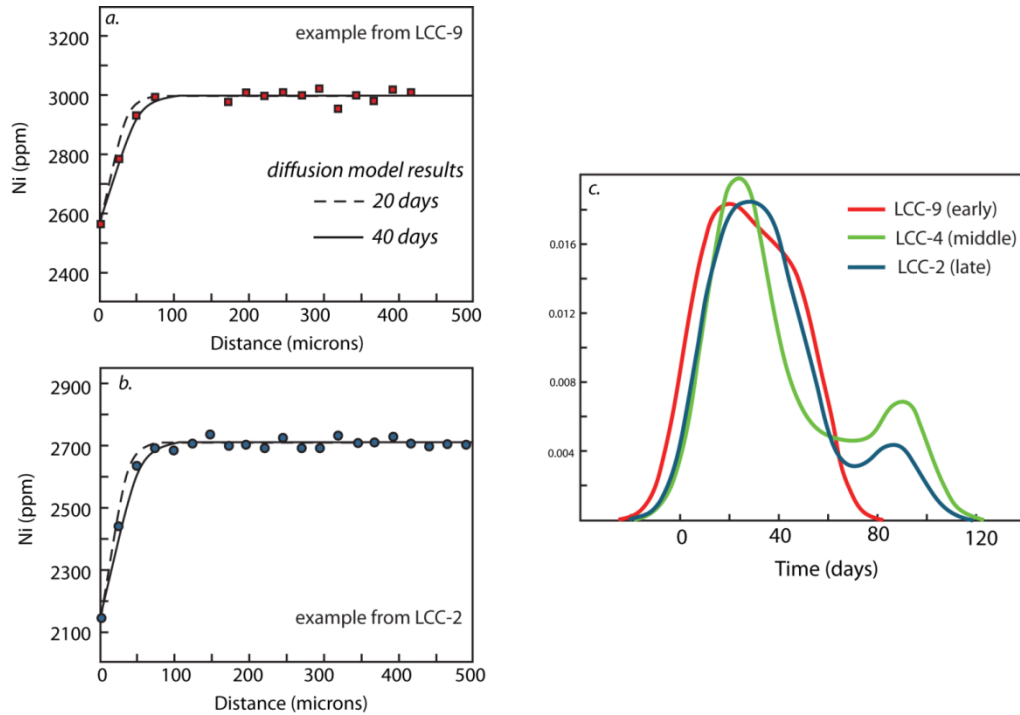 a.
example from LCC-9
3200
3000
2800
2600
2400
Ni (ppm)
diffusion model results
20 days
40 days
0 100 200 300 400 500
Distance (microns)
b.
2900
2700
2500
2300
2100
Ni (ppm)
example from LCC-2
0 100 200 300 400 500
Distance (microns)
c.
LCC-9 (early)
LCC-4 (middle)
LCC-2 (late)
0.016
0.012
0.008
0.004
0 40 80 120
Time (days)